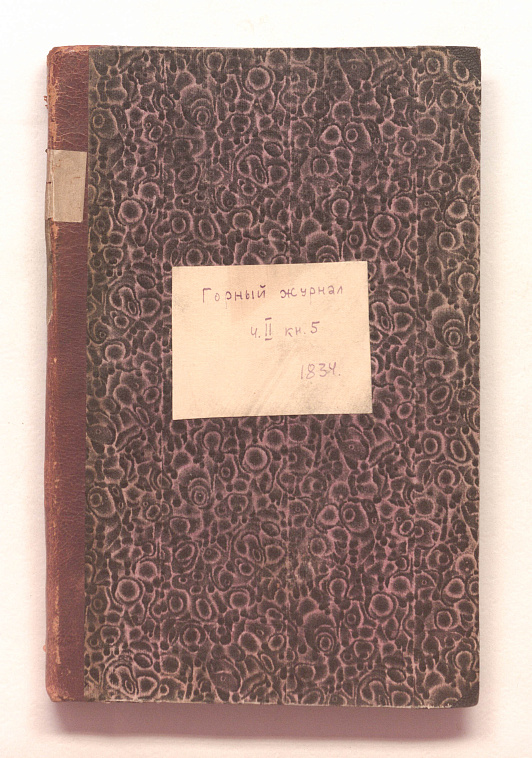 Горный журнал
ч. II кн. 5
1834.